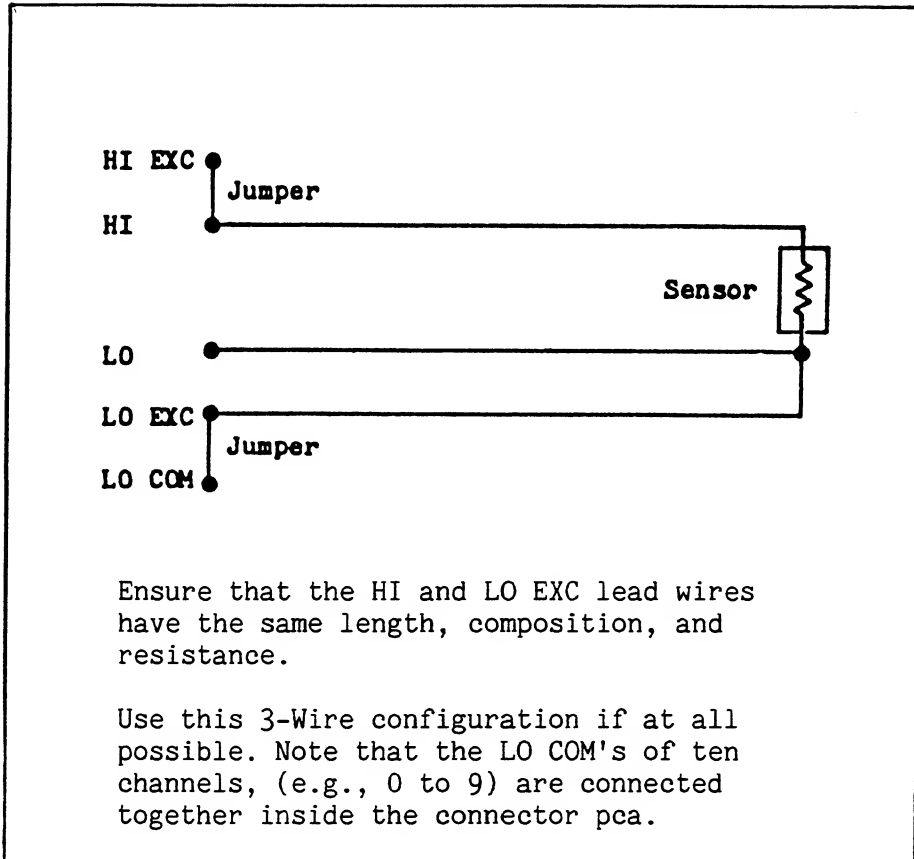 HI EXC
Jumper
HI
Sensor
LO
LO EXC
Jumper
LO COM
Ensure that the HI and LO EXC lead wires
have the same length, composition, and
resistance.
Use this 3-Wire configuration if at all
possible. Note that the LO COM's of ten
channels, (e.g., 0 to 9) are connected
together inside the connector pca.